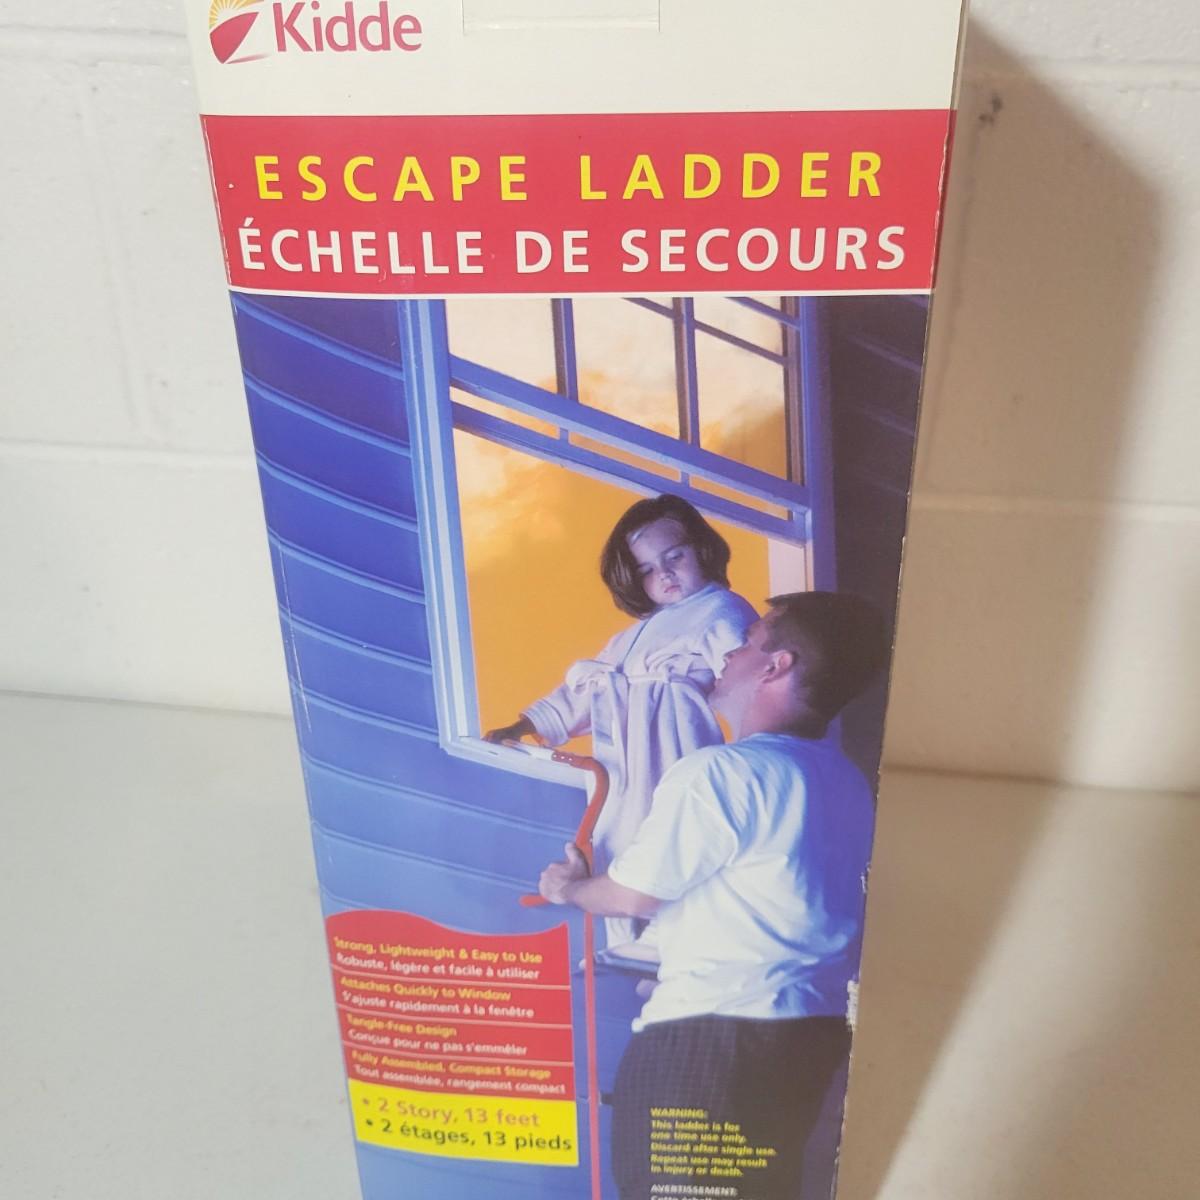 Kidde
ESCAPE LADDER
ÉCHELLE DE SECOURS
Strong, Lightweight & Easy to Use
Robuste, légère et facile à utiliser
Attaches Quickly to Window
S'ajuste rapidement à la fenêtre
Tangle-Free Design
Conçue pour ne pas s'emmêler
Fully Assembled, Compact Storage
Tout assemblée, rangement compact
• 2 Story, 13 feet
• 2 étages, 13 pieds
WARNING:
This ladder is for
one time use only.
Discard after single use.
Repeat use may result
in injury or death.
AVERTISSEMENT: